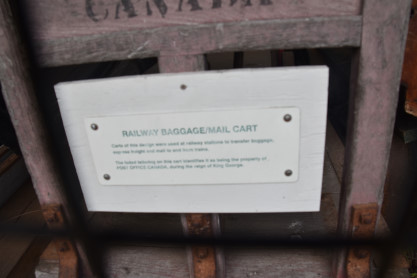 CANADA
RAILWAY BAGGAGE/MAIL CART
Carts of this design were used at railway stations to transfer baggage,
express freight and mail to and from trains.
The faded lettering on this cart identifies it as being the property of
POST OFFICE CANADA, during the reign of King George.